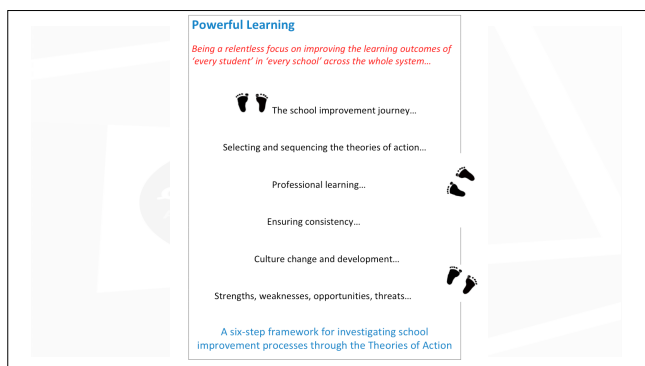 Powerful Learning
Being a relentless focus on improving the learning outcomes of
‘every student’ in ‘every school’ across the whole system…
The school improvement journey…
Selecting and sequencing the theories of action…
Professional learning…
Ensuring consistency…
Culture change and development…
Strengths, weaknesses, opportunities, threats…
A six-step framework for investigating school
improvement processes through the Theories of Action